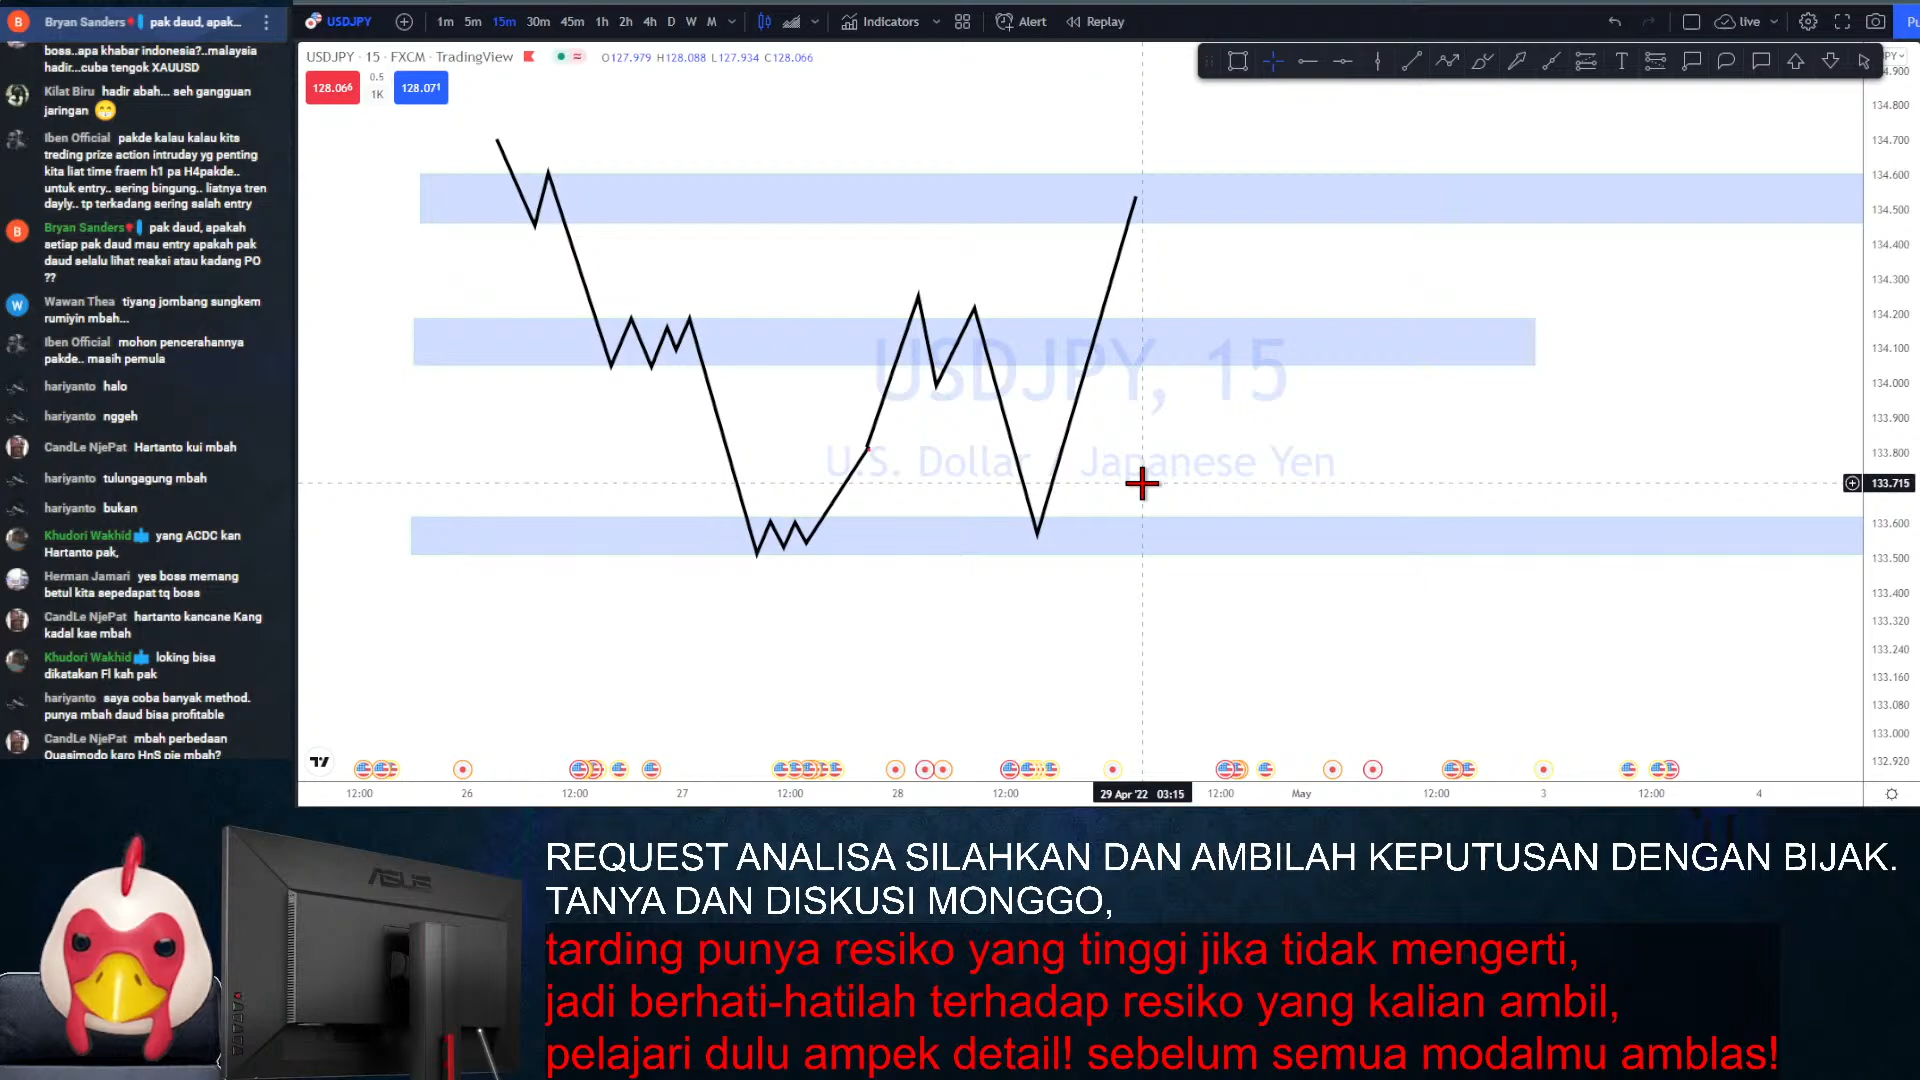 Bryan Sanders pak daud, apak...
boss..apa khabar indonesia?..malaysia
hadir...cuba tengok XAUUSD
Kilat Biru hadir abah... seh gangguan
jaringan
Iben Official pakde kalau kalau kits
treding prize action intruday yg penting
kita liat time fraem h1 pa H4pakde..
untuk entry.. sering bingung.. liatnya tren
dayly.. tp terkadang sering salah entry
Bryan Sanders pak daud, apakah
setiap pak daud mau entry apakah pak
daud selalu lihat reaksi atau kadang PO
??
Wawan Thea tiyang jombang sungkem
rumiyin mbah...
Iben Official mohon pencerahannya
pakde.. masih pemula
hariyanto halo
hariyanto nggeh
CandLe NjePat Hartanto kui mbah
hariyanto tulungagung mbah
hariyanto bukan
Khudori Wakhid yang ACDC kan
Hartanto pak,
Herman Jamari yes boss memang
betul kita sepedapat tq boss
CandLe NjePat hartanto kancane Kang
kadal kae mbah
Khudori Wakhid loking bisa
dikatakan Fl kah pak
hariyanto saya coba banyak method.
punya mbah daud bisa profitable
CandLe NjePat mbah perbedaan
Quasimodo karo HnS pie mbah?
USDJPY 1m 5m 15m 30m 45m 1h 2h 4h D W M Indicators Alert Replay live Pu
USDJPY · 15 · FXCM · TradingView O127.979 H128.088 L127.934 C128.066
128.066 0.5 128.071
1K
USDJPY, 15
U.S. Dollar / Japanese Yen
134.800
134.700
134.600
134.500
134.400
134.300
134.200
134.100
134.000
133.900
133.800
133.715
133.600
133.500
133.400
133.320
133.240
133.160
133.080
133.000
132.920
12:00 26 12:00 27 12:00 28 12:00 29 Apr '22 03:15 12:00 May 12:00 3 12:00 4
ASUS
REQUEST ANALISA SILAHKAN DAN AMBILAH KEPUTUSAN DENGAN BIJAK.
TANYA DAN DISKUSI MONGGO,
tarding punya resiko yang tinggi jika tidak mengerti,
jadi berhati-hatilah terhadap resiko yang kalian ambil,
pelajari dulu ampek detail! sebelum semua modalmu amblas!